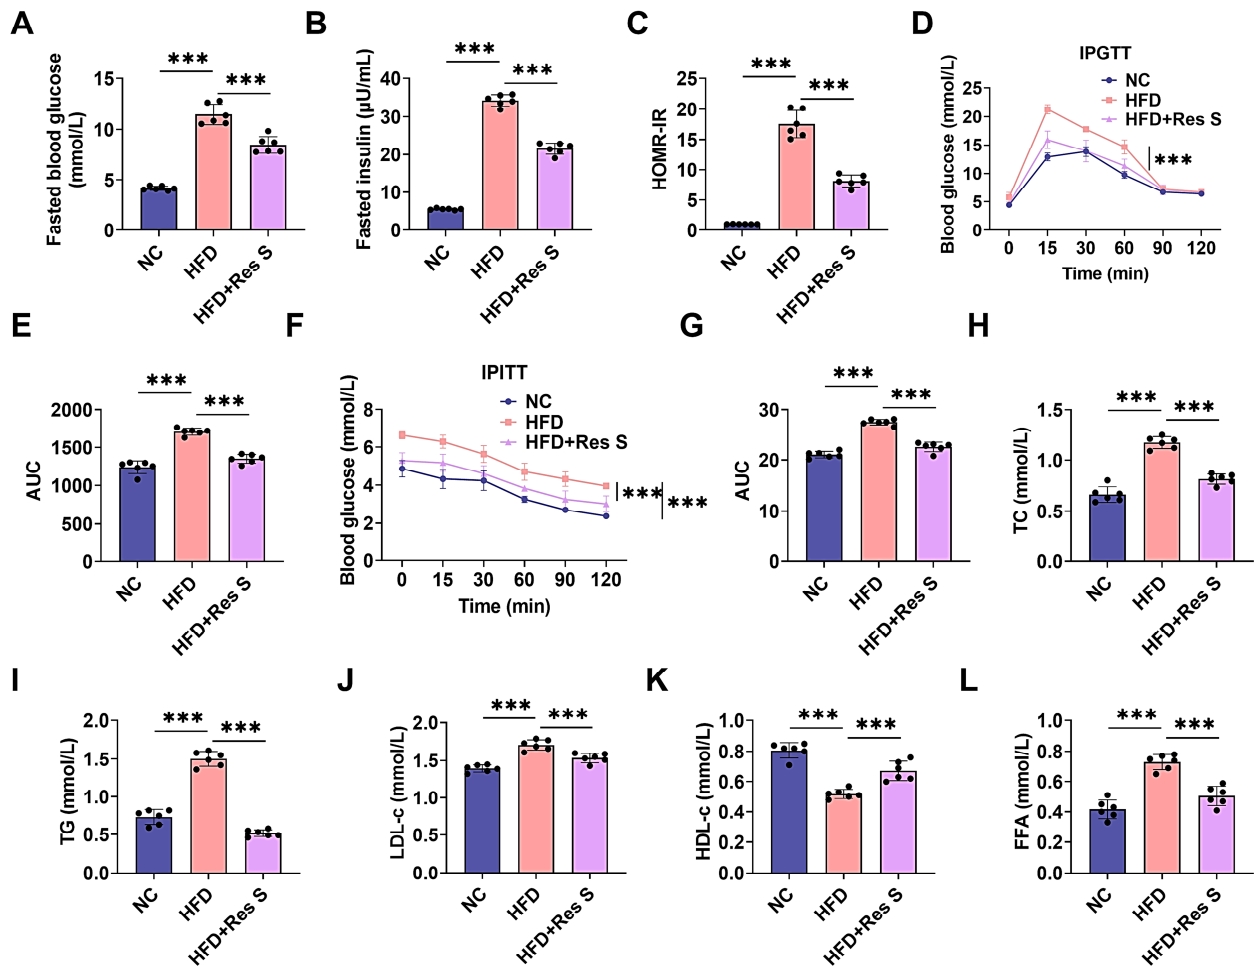 A
Fasted blood glucose
(mmol/L)
15
10
5
0
***
***
NC
HFD
HFD+Res S
B
Fasted insulin (μU/mL)
40
30
20
10
0
***
***
NC
HFD
HFD+Res S
C
HOMR-IR
25
20
15
10
5
0
***
***
NC
HFD
HFD+Res S
D
IPGTT
NC
HFD
HFD+Res S
Blood glucose (mmol/L)
25
20
15
10
5
0
***
0 15 30 60 90 120
Time (min)
E
AUC
2000
1500
1000
500
0
***
***
NC
HFD
HFD+Res S
F
IPITT
NC
HFD
HFD+Res S
Blood glucose (mmol/L)
8
6
4
2
0
***
***
0 15 30 60 90 120
Time (min)
G
AUC
30
20
10
0
***
***
NC
HFD
HFD+Res S
H
TC (mmol/L)
1.5
1.0
0.5
0.0
***
***
NC
HFD
HFD+Res S
I
TG (mmol/L)
2.0
1.5
1.0
0.5
0.0
***
***
NC
HFD
HFD+Res S
J
LDL-c (mmol/L)
2.0
1.5
1.0
0.5
0.0
***
***
NC
HFD
HFD+Res S
K
HDL-c (mmol/L)
1.0
0.8
0.6
0.4
0.2
0.0
***
***
NC
HFD
HFD+Res S
L
FFA (mmol/L)
1.0
0.8
0.6
0.4
0.2
0.0
***
***
NC
HFD
HFD+Res S